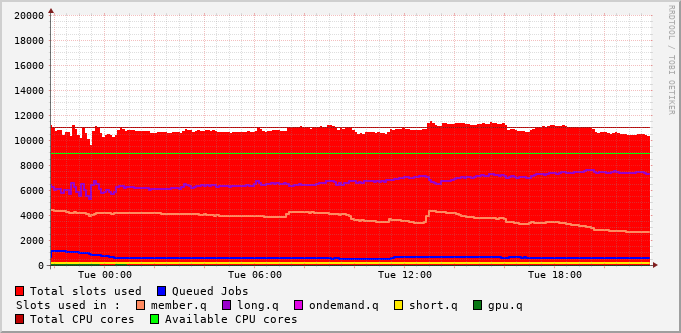 RRDTOOL / TOBI OETIKER
20000
18000
16000
14000
12000
10000
8000
6000
4000
2000
0
Tue 00:00 Tue 06:00 Tue 12:00 Tue 18:00
Total slots used Queued Jobs
Slots used in : member.q long.q ondemand.q short.q gpu.q
Total CPU cores Available CPU cores